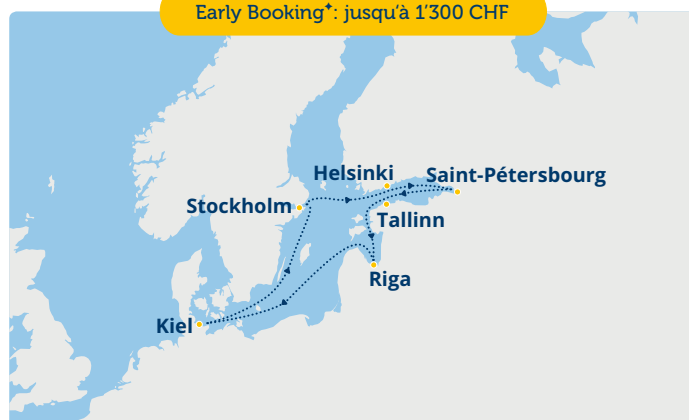 Early Booking✦: jusqu'à 1'300 CHF
Helsinki
Saint-Pétersbourg
Stockholm
Tallinn
Riga
Kiel